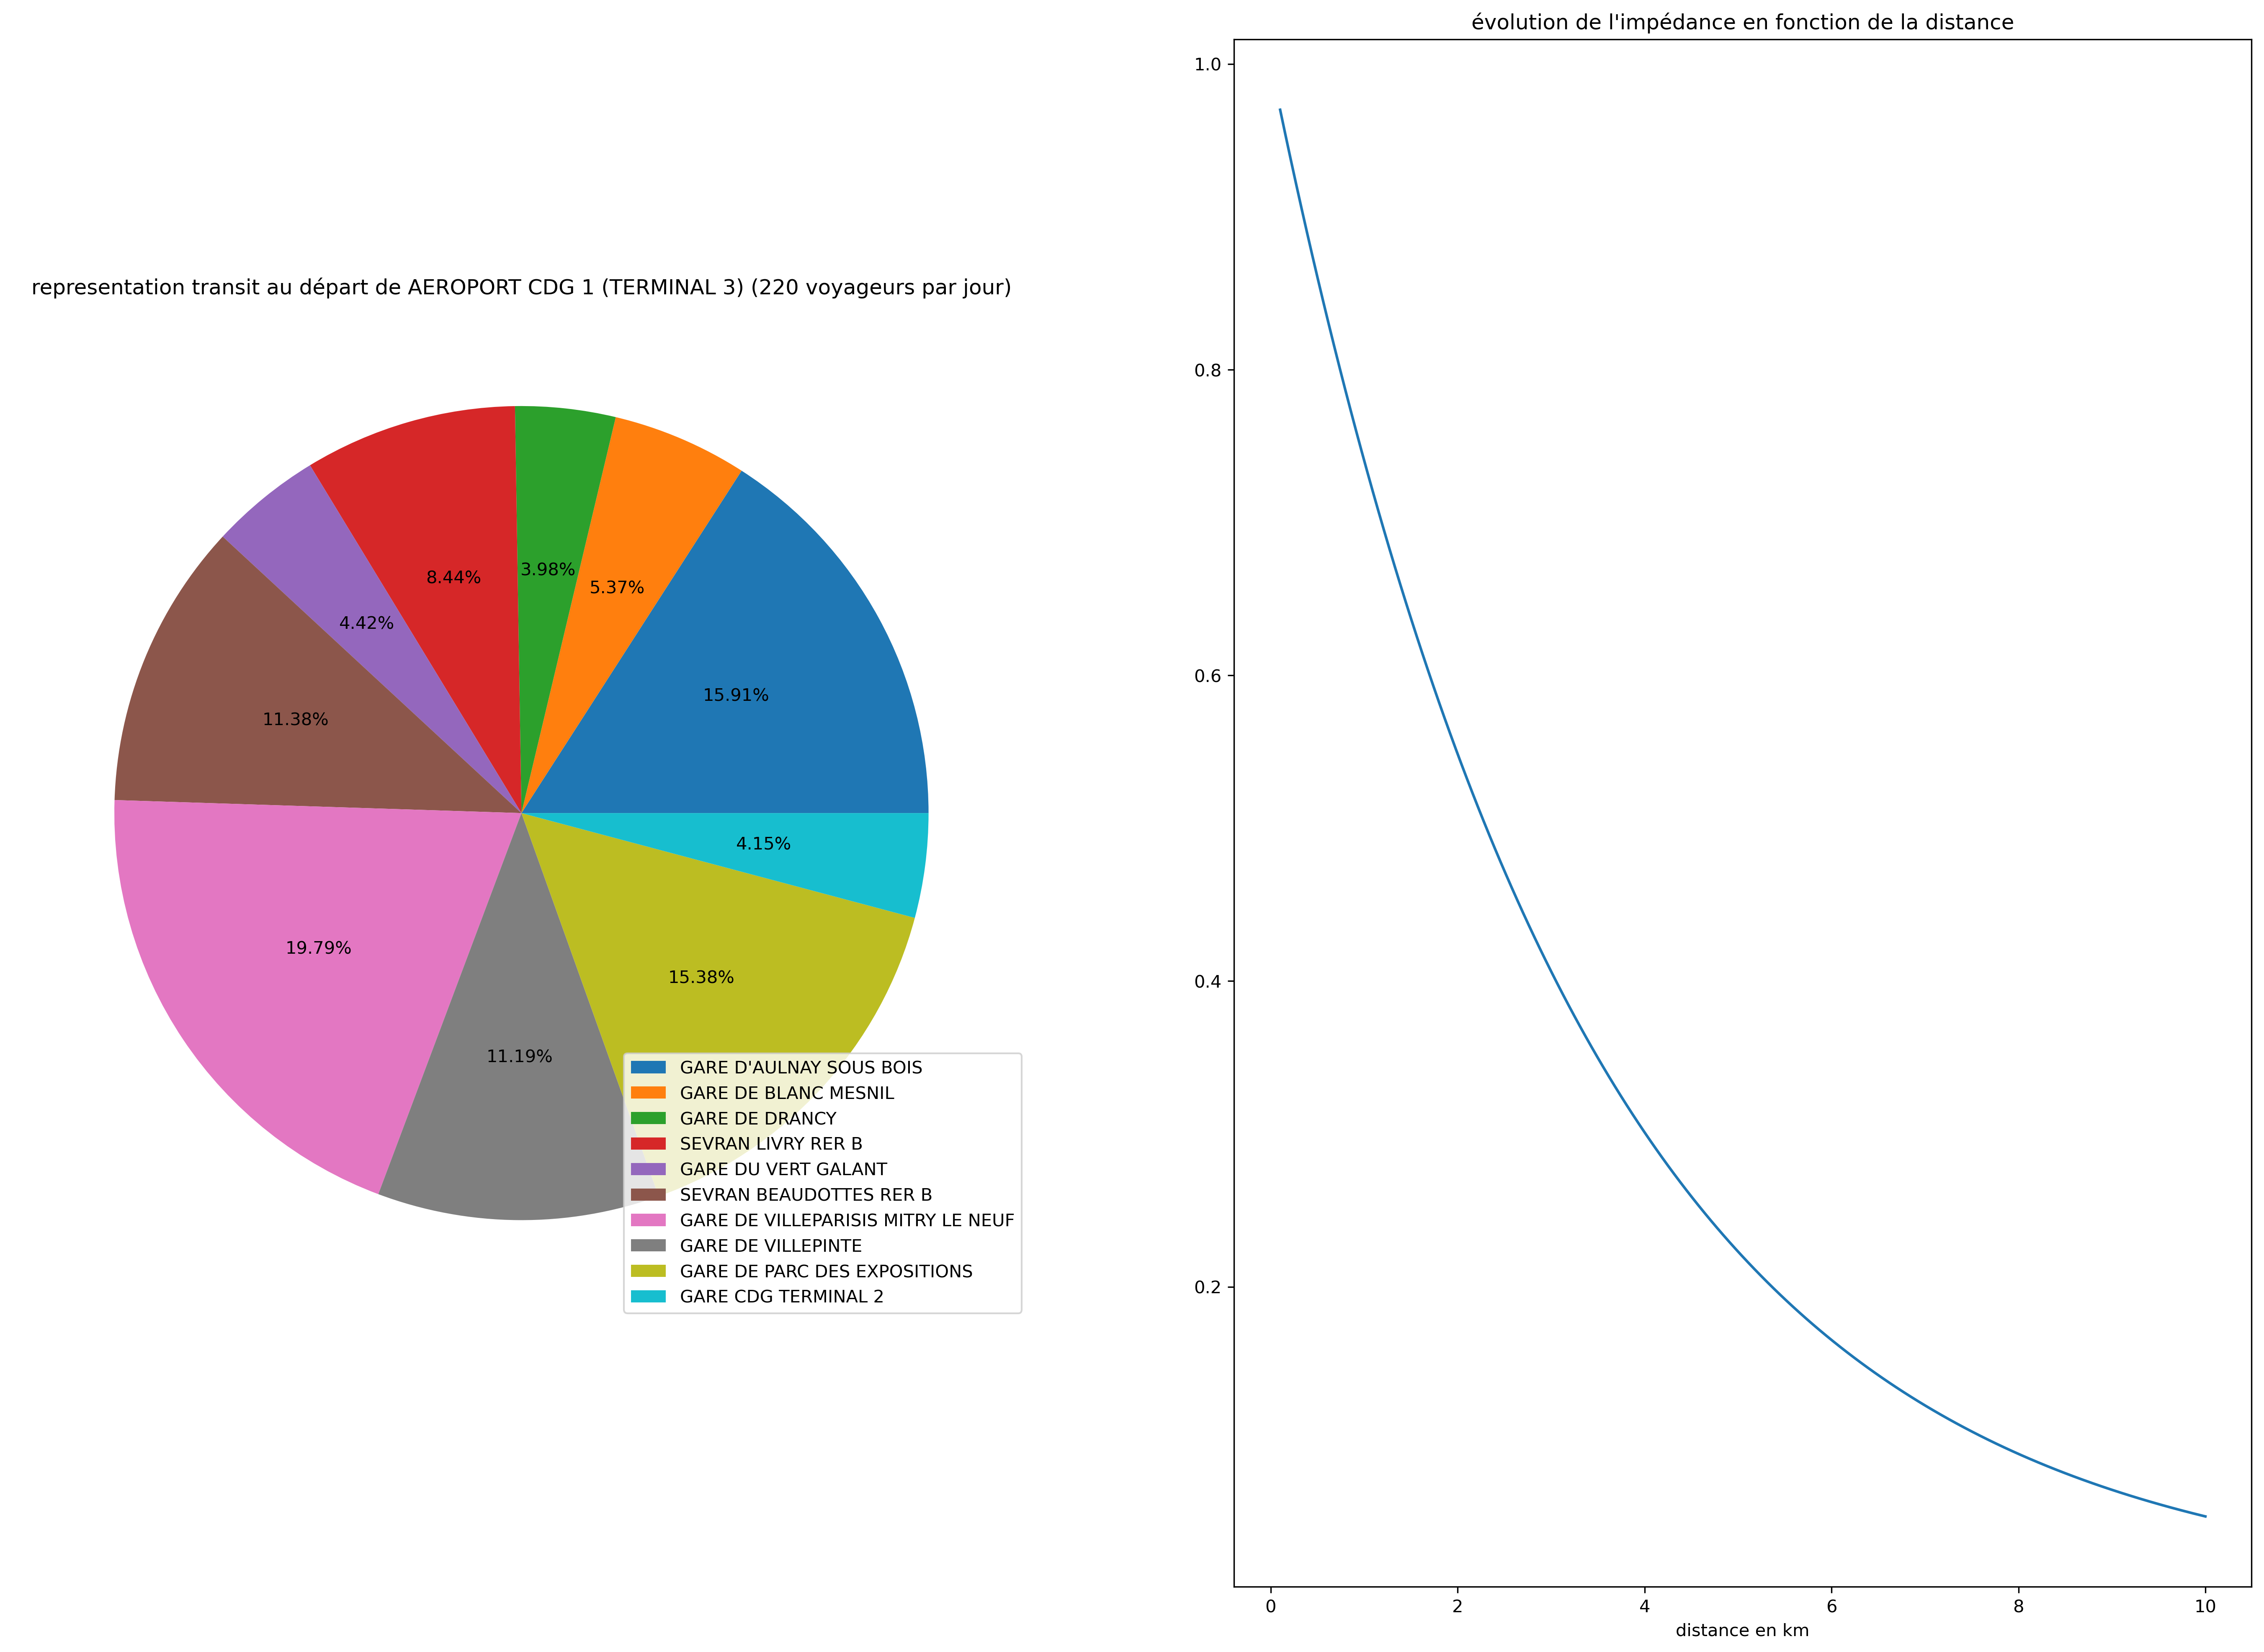 representation transit au départ de AEROPORT CDG 1 (TERMINAL 3) (220 voyageurs par jour)
8.44%
3.98%
5.37%
4.42%
15.91%
11.38%
4.15%
19.79%
15.38%
11.19%
GARE D'AULNAY SOUS BOIS
GARE DE BLANC MESNIL
GARE DE DRANCY
SEVRAN LIVRY RER B
GARE DU VERT GALANT
SEVRAN BEAUDOTTES RER B
GARE DE VILLEPARISIS MITRY LE NEUF
GARE DE VILLEPINTE
GARE DE PARC DES EXPOSITIONS
GARE CDG TERMINAL 2
évolution de l'impédance en fonction de la distance
1.0
0.8
0.6
0.4
0.2
0 2 4 6 8 10
distance en km